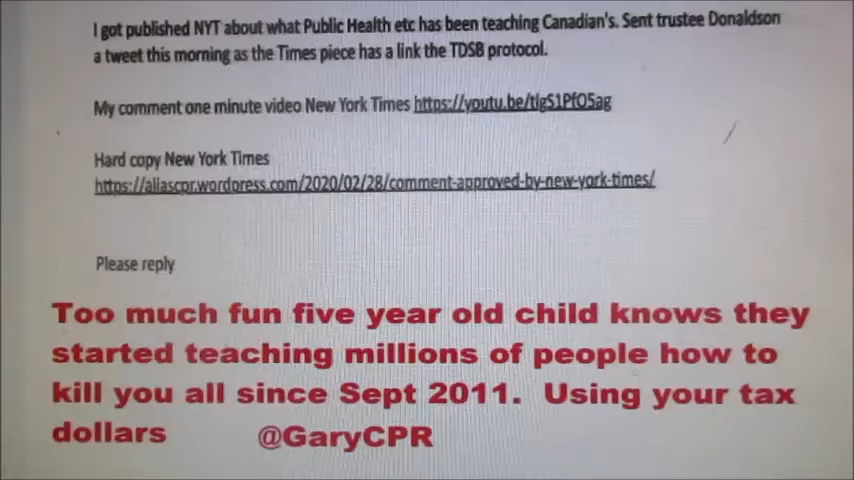 I got published NYT about what Public Health etc has been teaching Canadian's. Sent trustee Donaldson
a tweet this morning as the Times piece has a link the TDSB protocol.
My comment one minute video New York Times https://youtu.be/tlgS1PfO5ag
Hard copy New York Times
https://aliascpr.wordpress.com/2020/02/28/comment-approved-by-new-york-times/
Please reply
Too much fun five year old child knows they
started teaching millions of people how to
kill you all since Sept 2011. Using your tax
dollars @GaryCPR